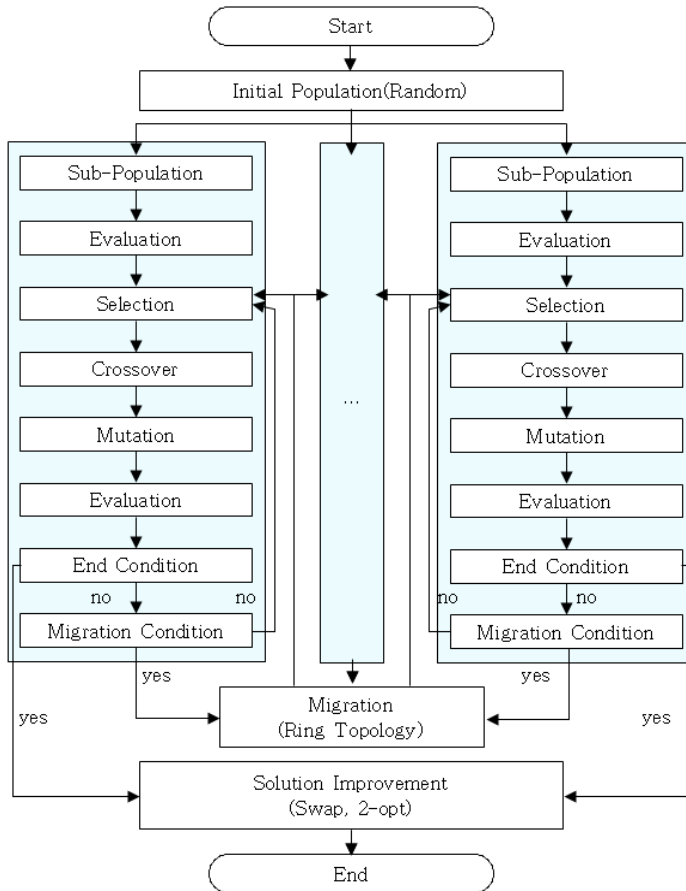 Start
Initial Population(Random)
Sub-Population
Evaluation
Selection
Crossover
Mutation
Evaluation
End Condition
no
no
Migration Condition
yes
yes
...
Sub-Population
Evaluation
Selection
Crossover
Mutation
Evaluation
End Condition
no
no
Migration Condition
yes
yes
Migration
(Ring Topology)
Solution Improvement
(Swap, 2-opt)
End